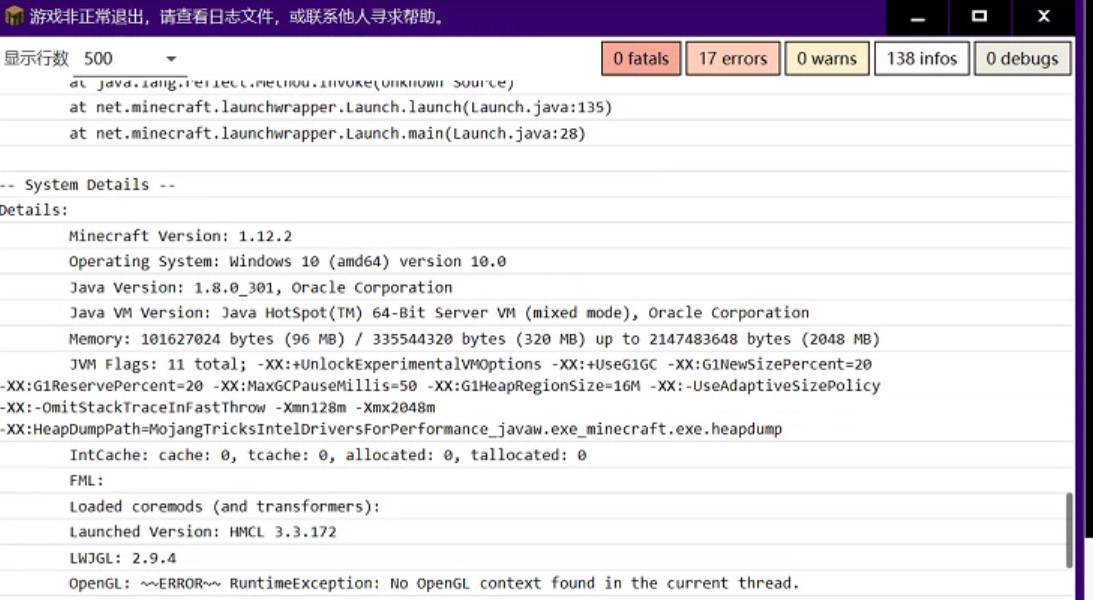 游戏非正常退出，请查看日志文件，或联系他人寻求帮助。
显示行数 500
0 fatals 17 errors 0 warns 138 infos 0 debugs
at java.lang.reflect.Method.invoke(Unknown Source)
at net.minecraft.launchwrapper.Launch.launch(Launch.java:135)
at net.minecraft.launchwrapper.Launch.main(Launch.java:28)
-- System Details --
Details:
Minecraft Version: 1.12.2
Operating System: Windows 10 (amd64) version 10.0
Java Version: 1.8.0_301, Oracle Corporation
Java VM Version: Java HotSpot(TM) 64-Bit Server VM (mixed mode), Oracle Corporation
Memory: 101627024 bytes (96 MB) / 335544320 bytes (320 MB) up to 2147483648 bytes (2048 MB)
JVM Flags: 11 total; -XX:+UnlockExperimentalVMOptions -XX:+UseG1GC -XX:G1NewSizePercent=20
-XX:G1ReservePercent=20 -XX:MaxGCPauseMillis=50 -XX:G1HeapRegionSize=16M -XX:-UseAdaptiveSizePolicy
-XX:-OmitStackTraceInFastThrow -Xmn128m -Xmx2048m
-XX:HeapDumpPath=MojangTricksIntelDriversForPerformance_javaw.exe_minecraft.exe.heapdump
IntCache: cache: 0, tcache: 0, allocated: 0, tallocated: 0
FML:
Loaded coremods (and transformers):
Launched Version: HMCL 3.3.172
LWJGL: 2.9.4
OpenGL: ~~ERROR~~ RuntimeException: No OpenGL context found in the current thread.